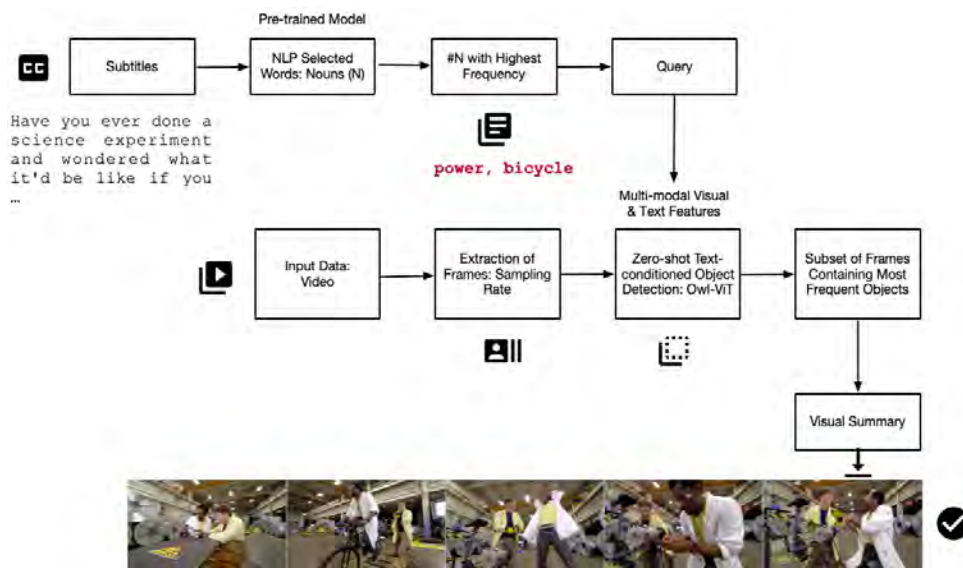 Pre-trained Model
CC
Subtitles
NLP Selected
Words: Nouns (N)
#N with Highest
Frequency
Query
Have you ever done a
science experiment
and wondered what
it'd be like if you
…
power, bicycle
Multi-modal Visual
& Text Features
Input Data:
Video
Extraction of
Frames: Sampling
Rate
Zero-shot Text-
conditioned Object
Detection: Owl-ViT
Subset of Frames
Containing Most
Frequent Objects
Visual Summary